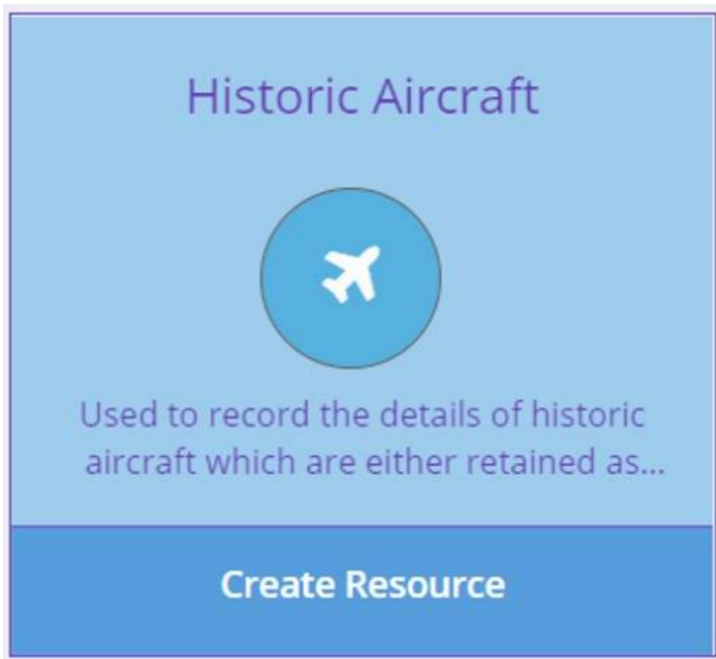 Historic Aircraft
Used to record the details of historic
aircraft which are either retained as...
Create Resource